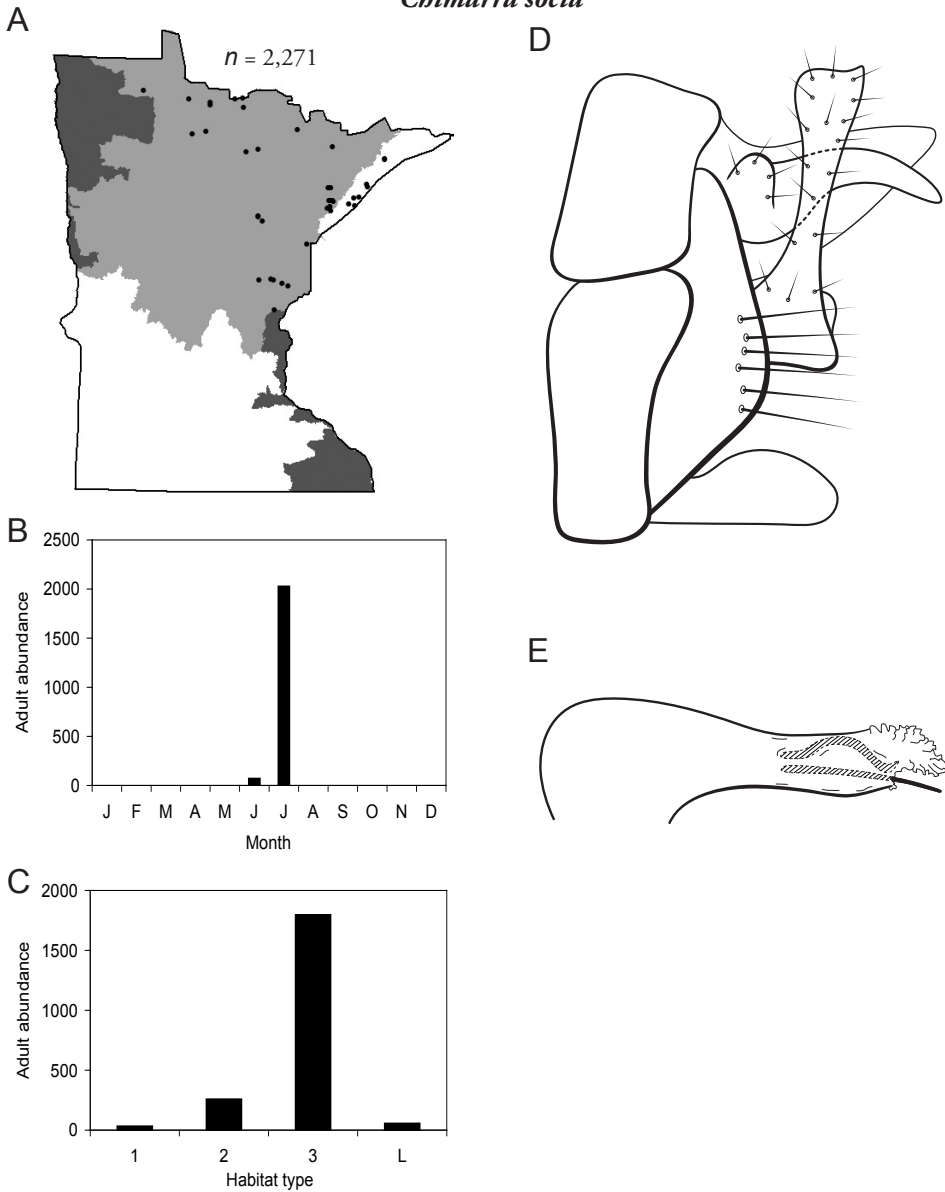 Chimarra socia
A
n = 2,271
D
B
2500
2000
1500
1000
500
0
Adult abundance
J F M A M J J A S O N D
Month
E
C
2000
1500
1000
500
0
Adult abundance
1 2 3 L
Habitat type